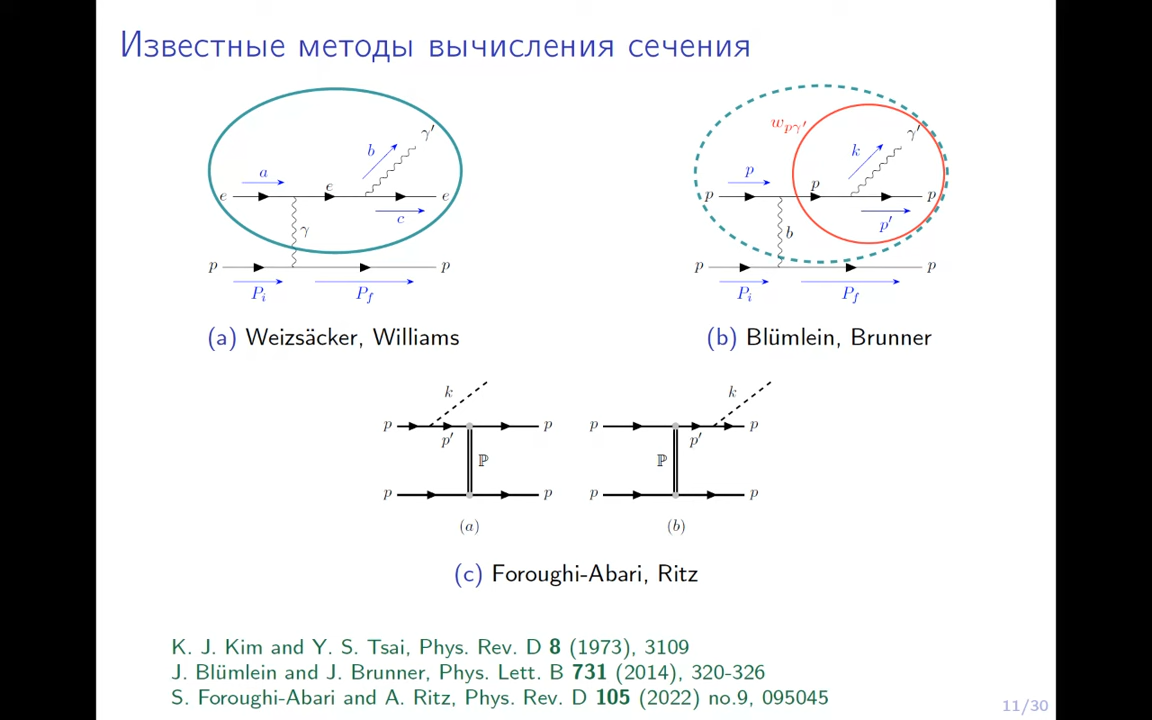 Известные методы вычисления сечения
γ′
b
a
e
e
e
c
γ
p
p
P_i
P_f
(a) Weizsäcker, Williams
w_{pγ′}
γ′
k
p
p
p
p
p′
b
p
p
P_i
P_f
(b) Blümlein, Brunner
k
p
p
p′
ℙ
p
p
(a)
k
p
p
p′
ℙ
p
p
(b)
(c) Foroughi-Abari, Ritz
K. J. Kim and Y. S. Tsai, Phys. Rev. D 8 (1973), 3109
J. Blümlein and J. Brunner, Phys. Lett. B 731 (2014), 320-326
S. Foroughi-Abari and A. Ritz, Phys. Rev. D 105 (2022) no.9, 095045
11/30